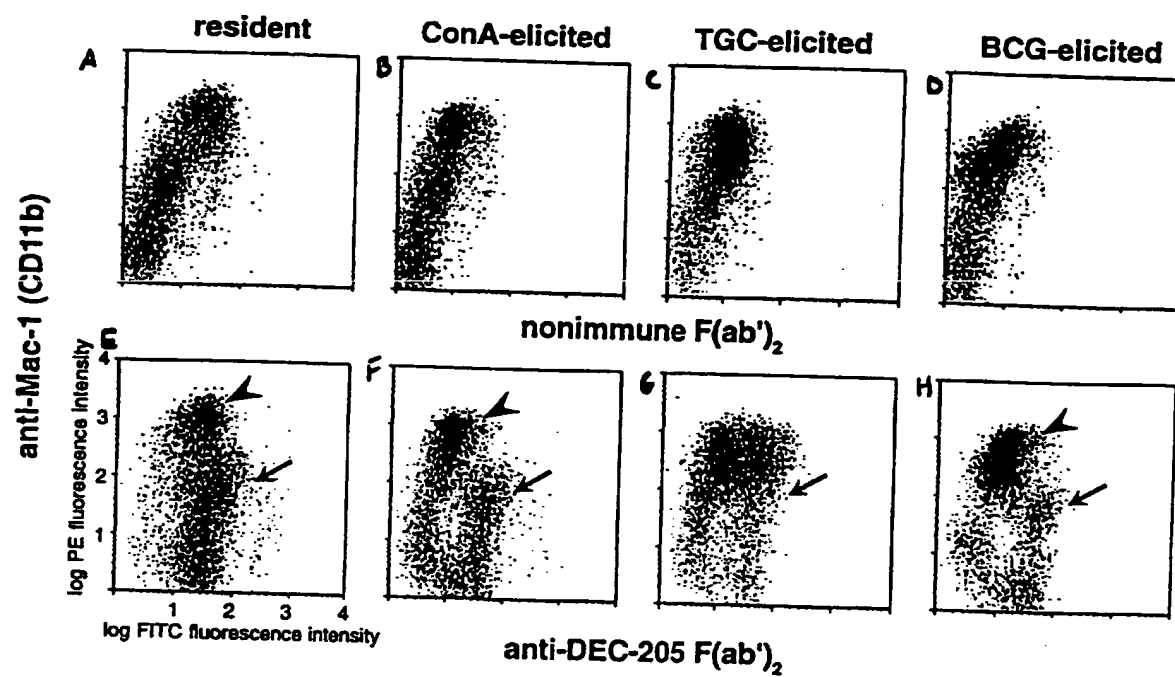 resident
ConA-elicited
TGC-elicited
BCG-elicited
A
B
C
D
anti-Mac-1 (CD11b)
nonimmune F(ab')2
E
F
G
H
log PE fluorescence intensity
4
3
2
1
1 2 3 4
log FITC fluorescence intensity
anti-DEC-205 F(ab')2